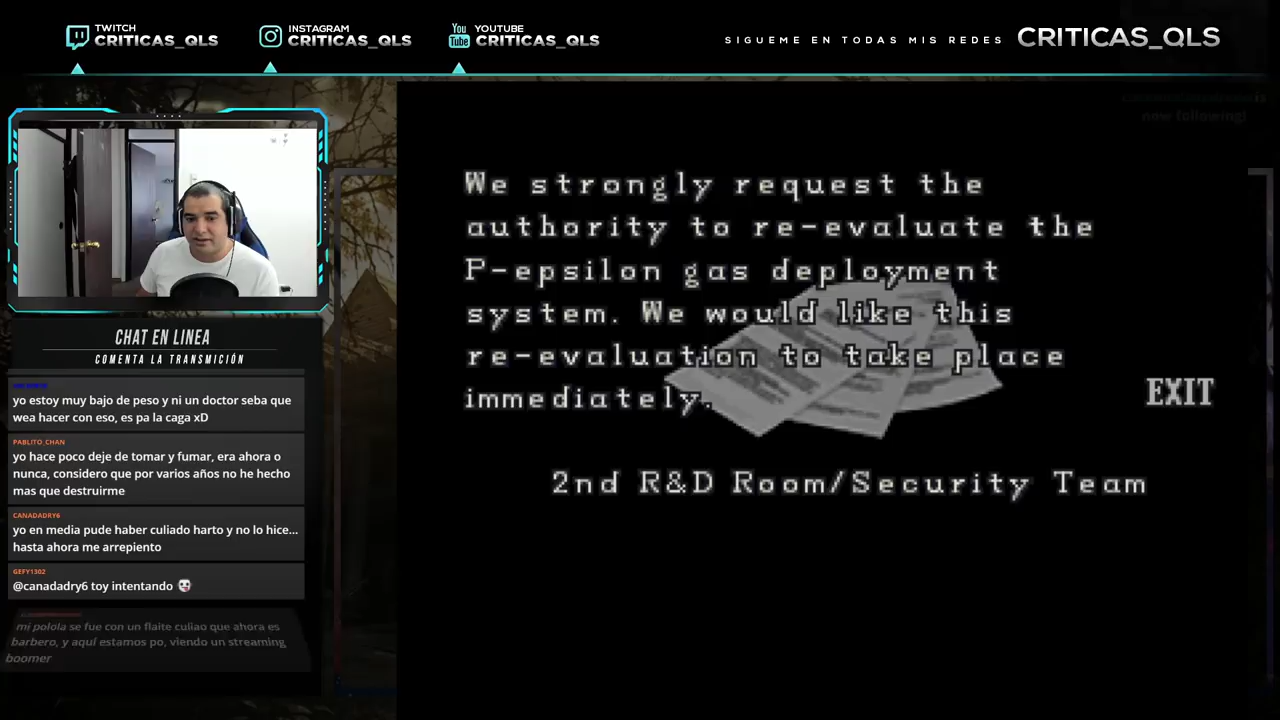 TWITCH
CRITICAS_QLS
INSTAGRAM
CRITICAS_QLS
You
Tube
YOUTUBE
CRITICAS_QLS
SIGUEME EN TODAS MIS REDES
CRITICAS_QLS
now following!
CHAT EN LINEA
COMENTA LA TRANSMICIÓN
yo estoy muy bajo de peso y ni un doctor seba que
wea hacer con eso, es pa la caga xD
PABLITO_CHAN
yo hace poco deje de tomar y fumar, era ahora o
nunca, considero que por varios años no he hecho
mas que destruirme
CANADADRY6
yo en media pude haber culiado harto y no lo hice...
hasta ahora me arrepiento
GEFY1302
@canadadry6 toy intentando
mi polola se fue con un flaite culiao que ahora es
barbero, y aquí estamos po, viendo un streaming
boomer
We strongly request the
authority to re-evaluate the
P-epsilon gas deployment
system. We would like this
re-evaluation to take place
immediately.
EXIT
2nd R&D Room/Security Team